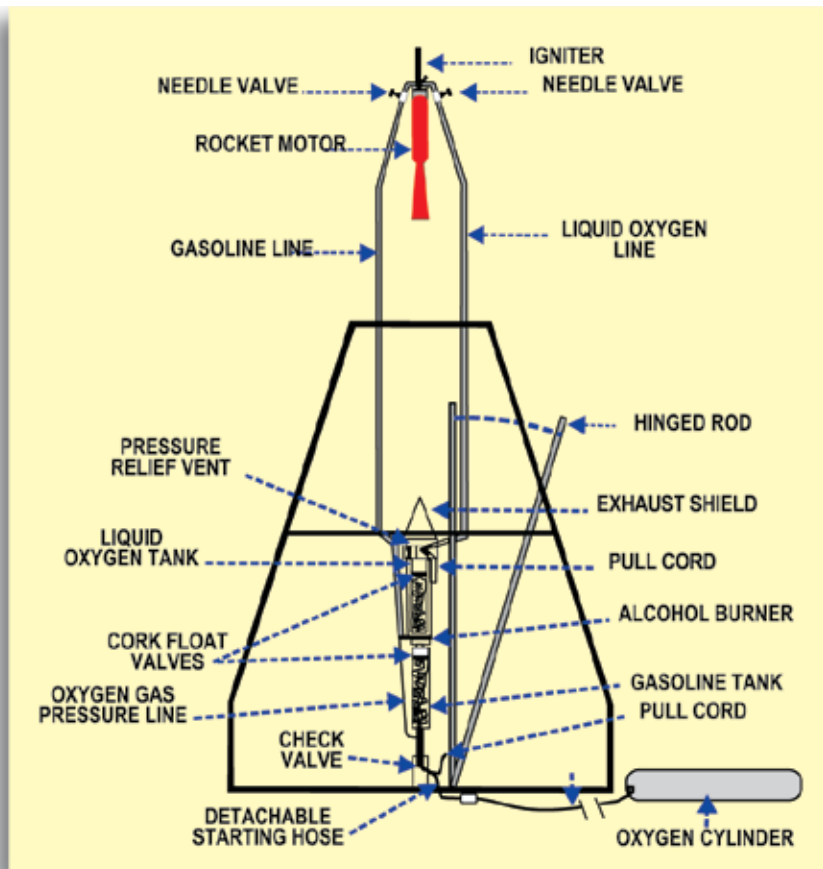 IGNITER
NEEDLE VALVE
NEEDLE VALVE
ROCKET MOTOR
GASOLINE LINE
LIQUID OXYGEN
LINE
HINGED ROD
PRESSURE
RELIEF VENT
EXHAUST SHIELD
LIQUID
OXYGEN TANK
PULL CORD
ALCOHOL BURNER
CORK FLOAT
VALVES
OXYGEN GAS
PRESSURE LINE
GASOLINE TANK
PULL CORD
CHECK
VALVE
DETACHABLE
STARTING HOSE
OXYGEN CYLINDER